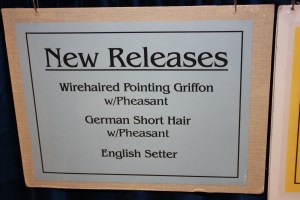 New Releases
Wirehaired Pointing Griffon
w/Pheasant
German Short Hair
w/Pheasant
English Setter